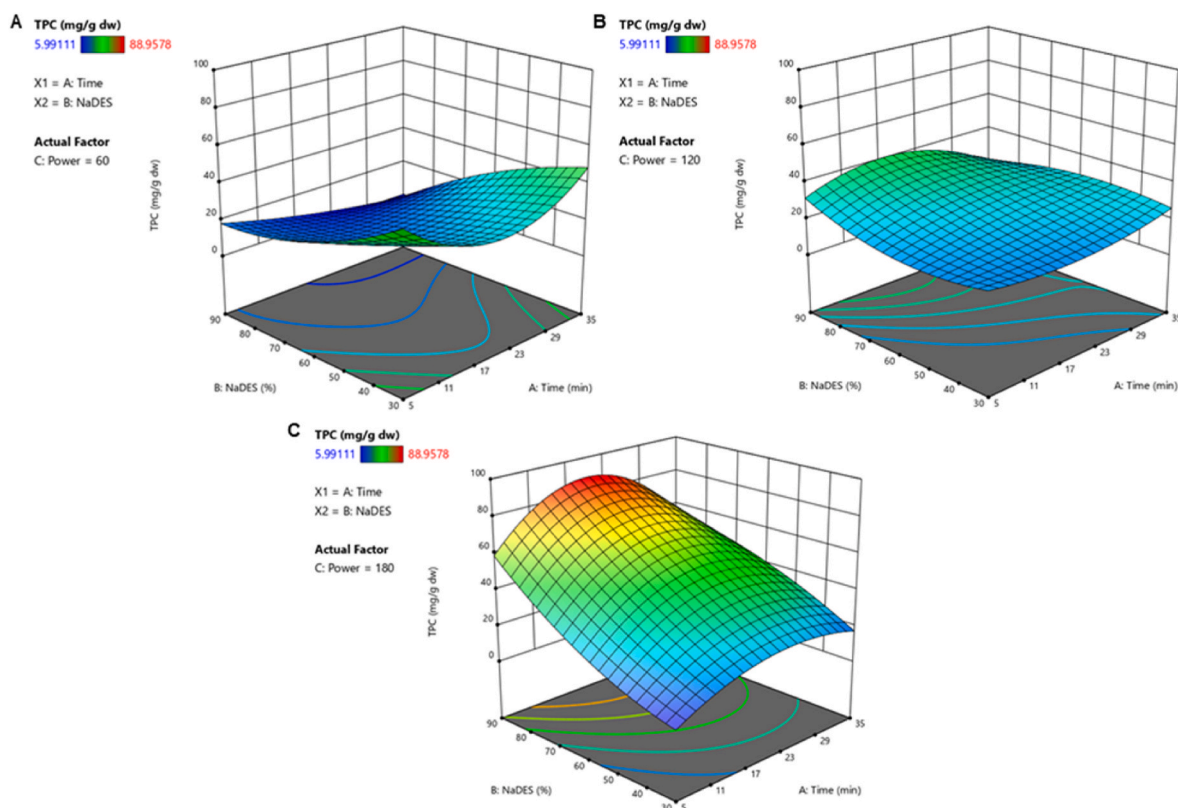 A
TPC (mg/g dw)
5.99111 88.9578
X1 = A: Time
X2 = B: NaDES
Actual Factor
C: Power = 60
TPC (mg/g dw)
100
80
60
40
20
0
90
80
70
60
50
40
30
5
11
17
23
29
35
B: NaDES (%)
A: Time (min)
B
TPC (mg/g dw)
5.99111 88.9578
X1 = A: Time
X2 = B: NaDES
Actual Factor
C: Power = 120
TPC (mg/g dw)
100
80
60
40
20
0
90
80
70
60
50
40
30
5
11
17
23
29
35
B: NaDES (%)
A: Time (min)
C
TPC (mg/g dw)
5.99111 88.9578
X1 = A: Time
X2 = B: NaDES
Actual Factor
C: Power = 180
TPC (mg/g dw)
100
80
60
40
20
0
90
80
70
60
50
40
30
5
11
17
23
29
35
B: NaDES (%)
A: Time (min)